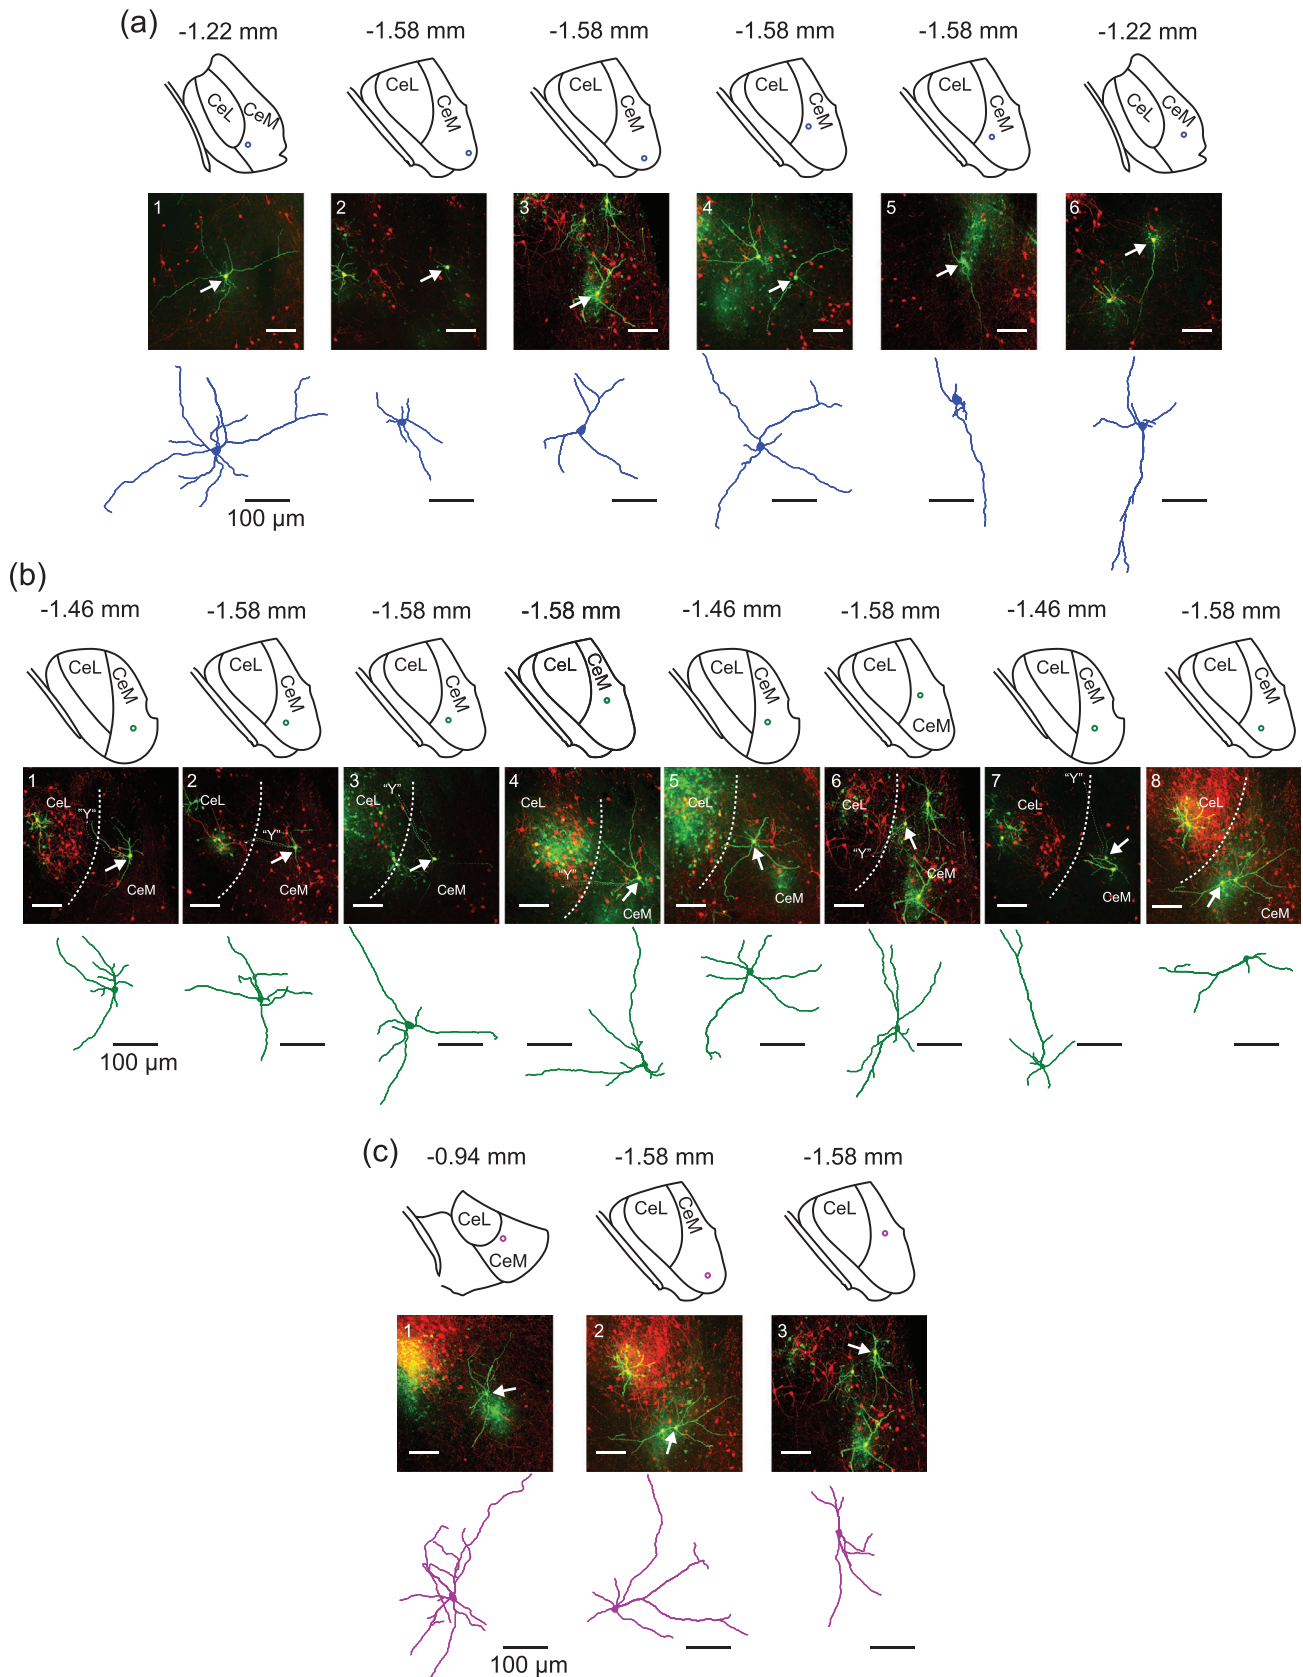 (a)
-1.22 mm -1.58 mm -1.58 mm -1.58 mm -1.58 mm -1.22 mm
CeL CeM CeL CeM CeL CeM CeL CeM CeL CeM CeL CeM
1 2 3 4 5 6
100 µm
(b)
-1.46 mm -1.58 mm -1.58 mm -1.58 mm -1.46 mm -1.58 mm -1.46 mm -1.58 mm
CeL CeM CeL CeM CeL CeM CeL CeM CeL CeM CeL CeM CeL CeM CeL CeM
1 CeL "Y" CeM
2 CeL "Y" CeM
3 CeL "Y" CeM
4 CeL "Y" CeM
5 CeL CeM
6 CeL "Y" CeM
7 CeL "Y" CeM
8 CeL CeM
100 µm
(c)
-0.94 mm -1.58 mm -1.58 mm
CeL CeM CeL CeM CeL
1 2 3
100 µm